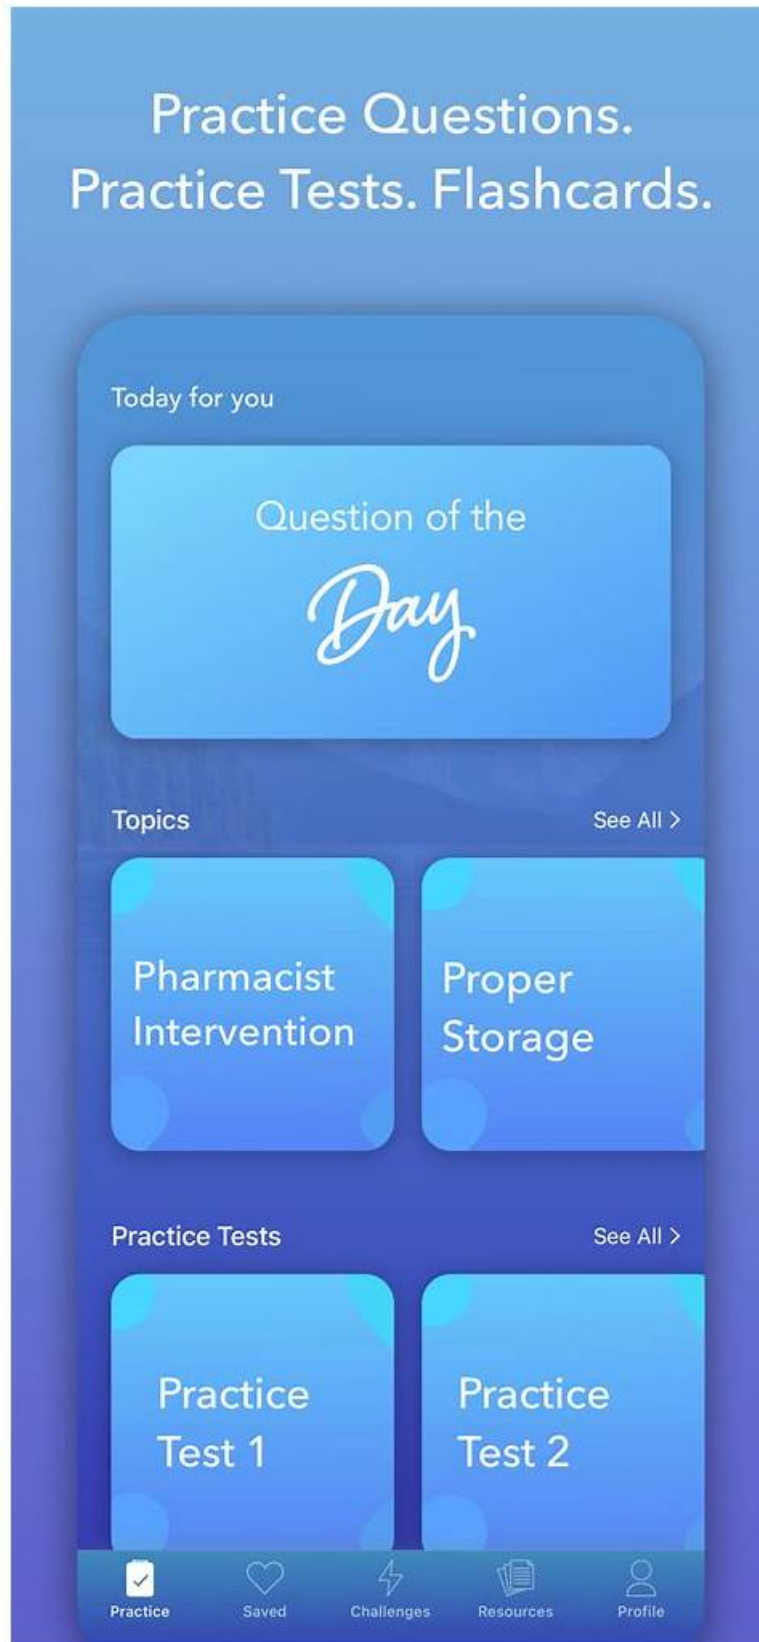 Practice Questions.
Practice Tests. Flashcards.
Today for you
Question of the
Day
Topics
See All >
Pharmacist
Intervention
Proper
Storage
Practice Tests
See All >
Practice
Test 1
Practice
Test 2
Practice
Saved
Challenges
Resources
Profile